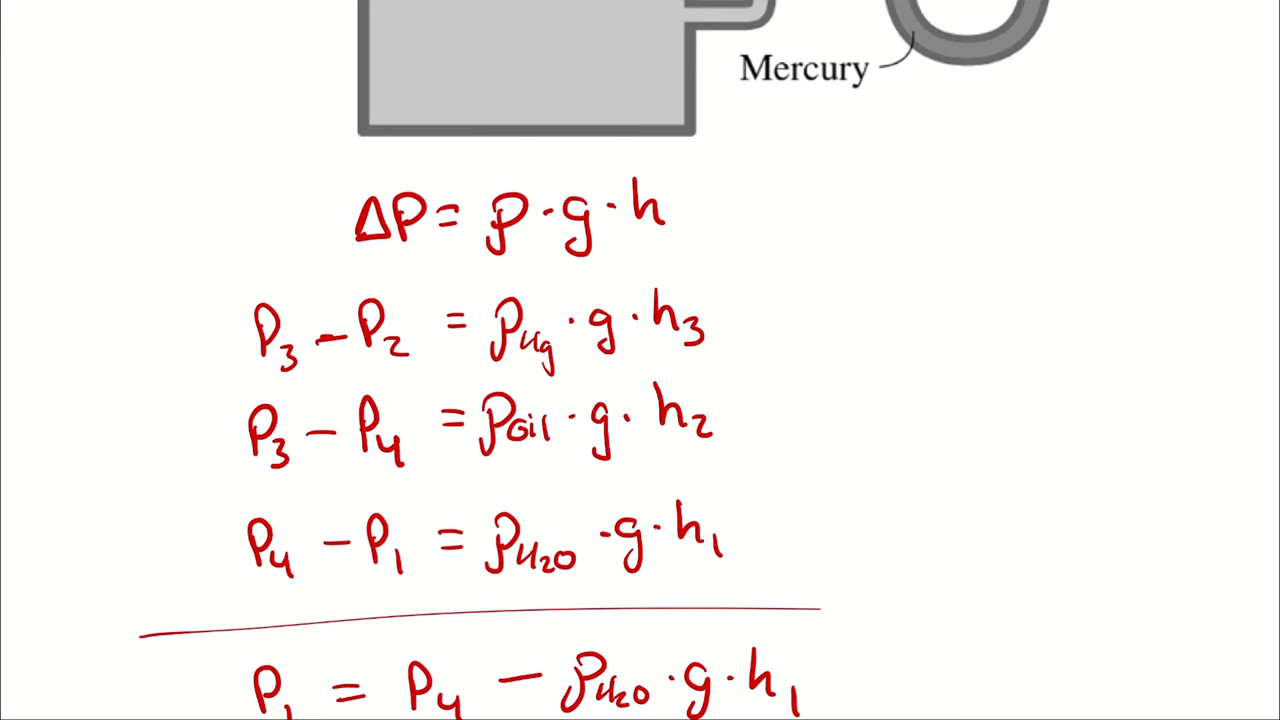 Mercury
ΔP = ρ · g · h
P₃ - P₂ = ρHg · g · h₃
P₃ - P₄ = ρoil · g · h₂
P₄ - P₁ = ρH₂O · g · h₁
P₁ = P₄ - ρH₂O · g · h₁